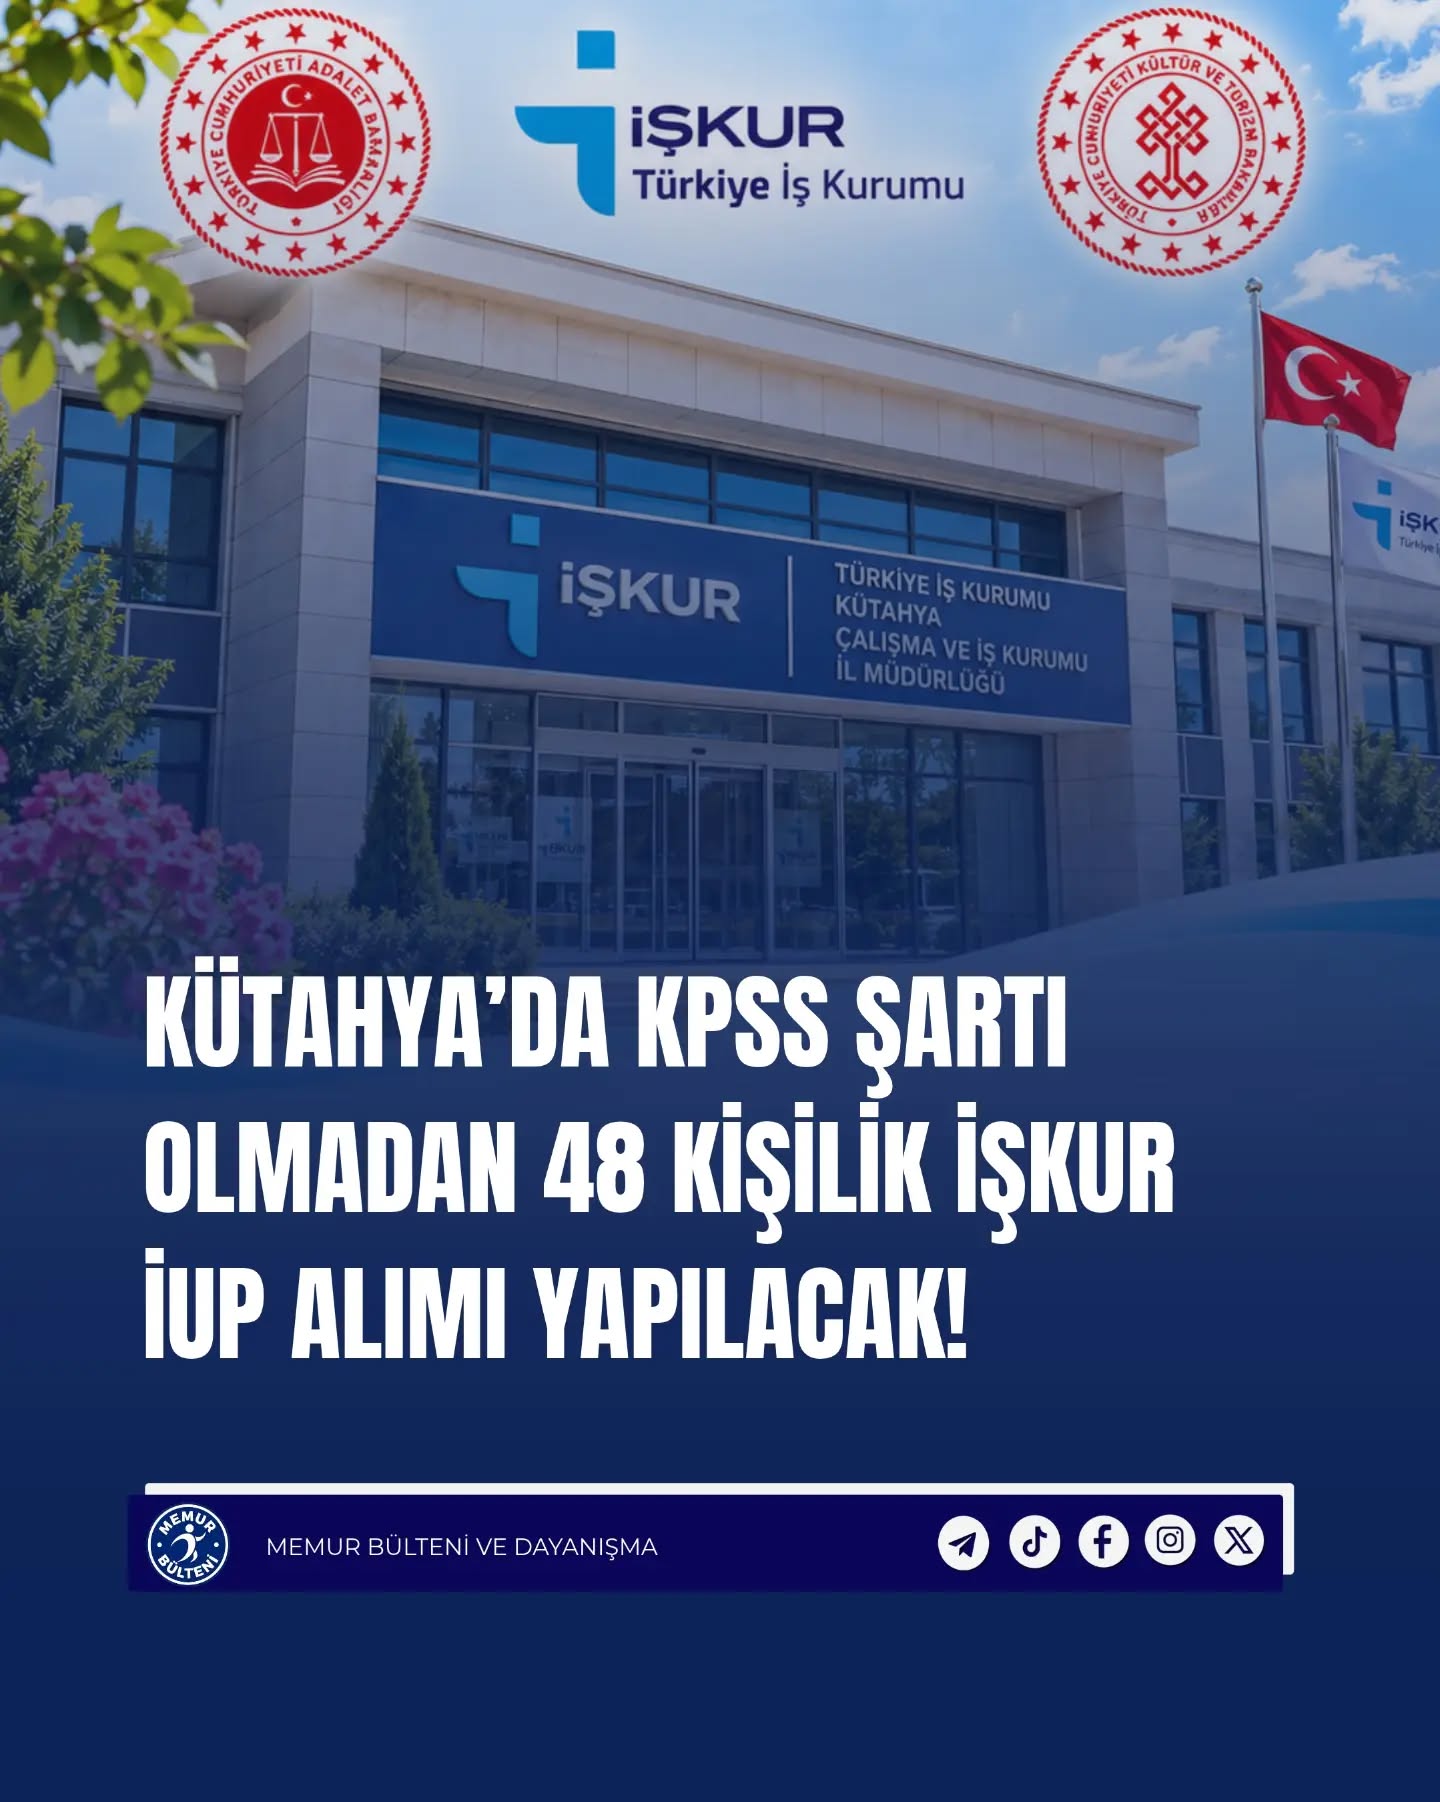 TÜRKİYE CUMHURİYETİ ADALET BAKANLIĞI
iŞKUR
Türkiye İş Kurumu
TÜRKİYE CUMHURİYETİ KÜLTÜR VE TURİZM BAKANLIĞI
iŞKUR
TÜRKİYE İŞ KURUMU
KÜTAHYA
ÇALIŞMA VE İŞ KURUMU
İL MÜDÜRLÜĞÜ
KÜTAHYA’DA KPSS ŞARTI
OLMADAN 48 KİŞİLİK İŞKUR
İUP ALIMI YAPILACAK!
MEMUR BÜLTENİ
MEMUR BÜLTENİ VE DAYANIŞMA